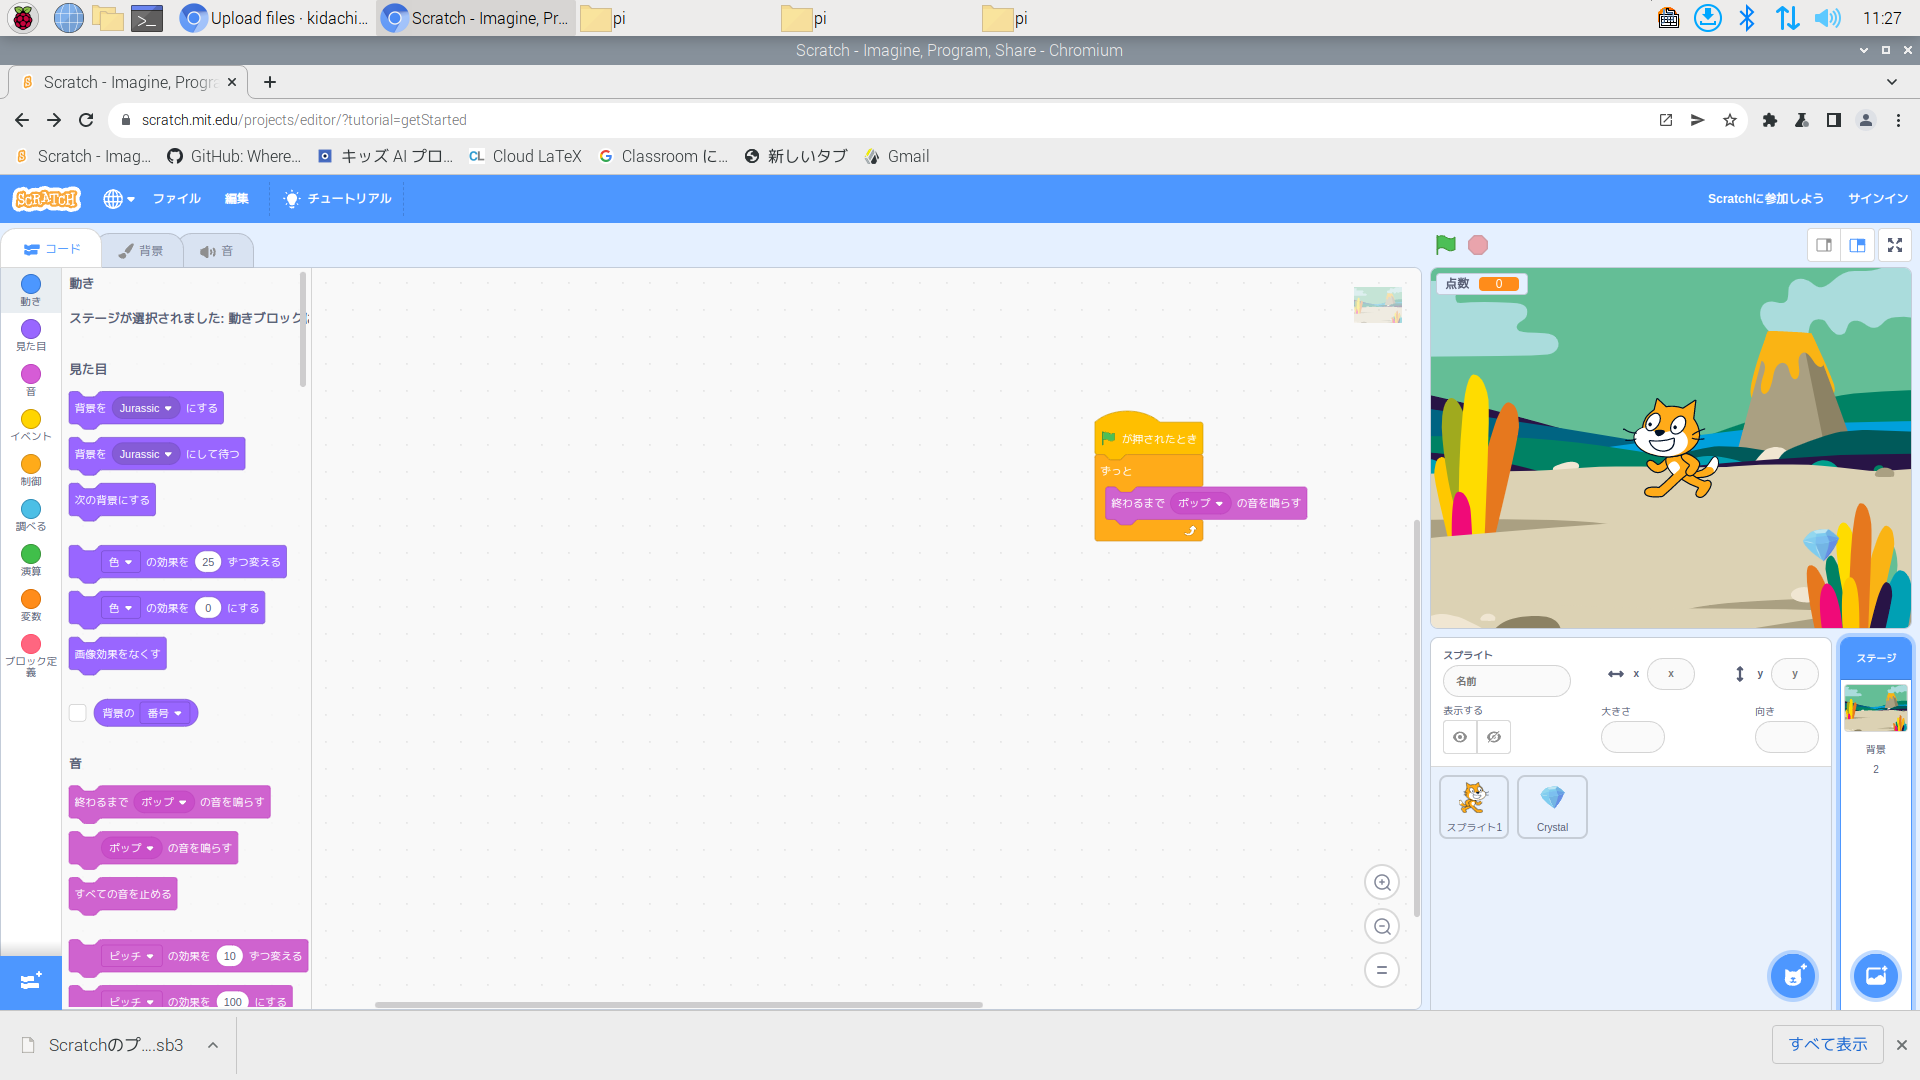 Upload files · kidachi...
Scratch - Imagine, Pr...
pi
pi
pi
11:27
Scratch - Imagine, Program, Share - Chromium
Scratch - Imagine, Progra
scratch.mit.edu/projects/editor/?tutorial=getStarted
Scratch - Imag...
GitHub: Where...
キッズ AI プロ...
CL Cloud LaTeX
Classroom に...
新しいタブ
Gmail
SCRATCH
ファイル
編集
チュートリアル
Scratchに参加しよう
サインイン
コード
背景
音
動き
見た目
音
イベント
制御
調べる
演算
変数
ブロック定義
動き
ステージが選択されました: 動きブロック
見た目
背景を Jurassic にする
背景を Jurassic にして待つ
次の背景にする
色 の効果を 25 ずつ変える
色 の効果を 0 にする
画像効果をなくす
背景の 番号
音
終わるまで ポップ の音を鳴らす
ポップ の音を鳴らす
すべての音を止める
ピッチ の効果を 10 ずつ変える
ピッチ の効果を 100 にする
が押されたとき
ずっと
終わるまで ポップ の音を鳴らす
点数 0
スプライト
名前
x x
y y
表示する
大きさ
向き
スプライト1
Crystal
ステージ
背景
2
Scratchのプ....sb3
すべて表示